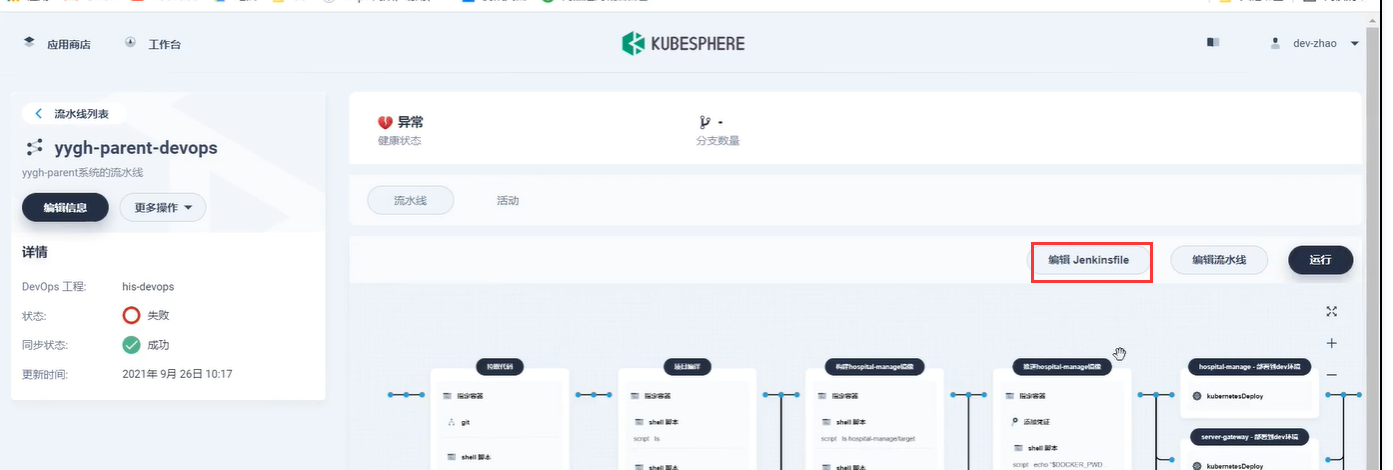 应用商店
工作台
KUBESPHERE
dev-zhao
流水线列表
yygh-parent-devops
yygh-parent系统的流水线
编辑信息
更多操作
详情
DevOps 工程:
his-devops
状态:
失败
同步状态:
成功
更新时间:
2021年 9月 26日 10:17
异常
健康状态
-
分支数量
流水线
活动
编辑 Jenkinsfile
编辑流水线
运行
拉取代码
指定容器
git
shell 脚本
项目编译
指定容器
shell 脚本
script ls
shell 脚本
构建hospital-manage镜像
指定容器
shell 脚本
script ls hospital-manage/target
shell 脚本
推送hospital-manage镜像
指定容器
添加凭证
shell 脚本
script echo "$DOCKER_PWD...
hospital-manage - 部署到dev环境
kubernetesDeploy
server-gateway - 部署到dev环境
kubernetesDeploy